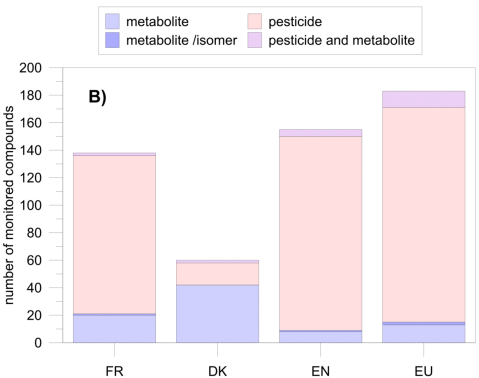 metabolite
pesticide
metabolite /isomer
pesticide and metabolite
B)
number of monitored compounds
200
180
160
140
120
100
80
60
40
20
0
FR
DK
EN
EU